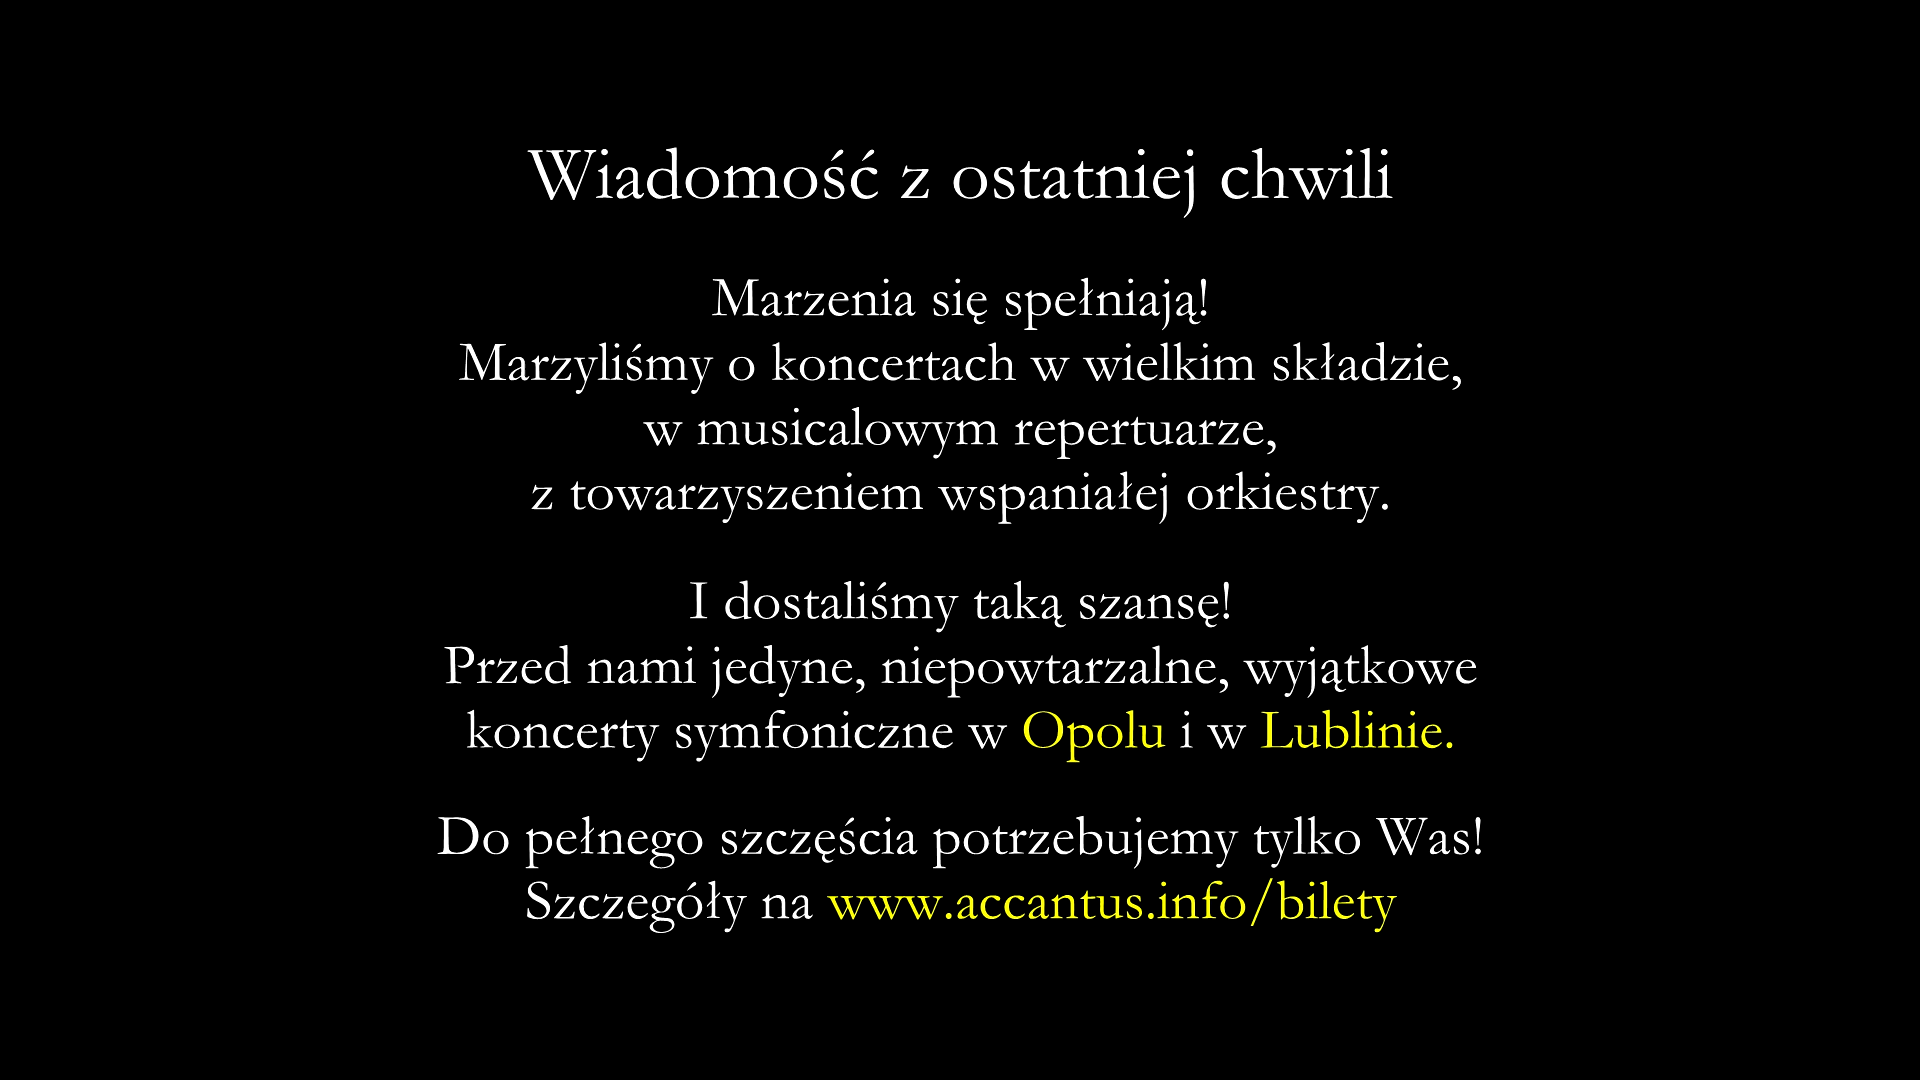 Wiadomość z ostatniej chwili
Marzenia się spełniają!
Marzyliśmy o koncertach w wielkim składzie,
w musicalowym repertuarze,
z towarzyszeniem wspaniałej orkiestry.
I dostaliśmy taką szansę!
Przed nami jedyne, niepowtarzalne, wyjątkowe
koncerty symfoniczne w Opolu i w Lublinie.
Do pełnego szczęścia potrzebujemy tylko Was!
Szczegóły na www.accantus.info/bilety